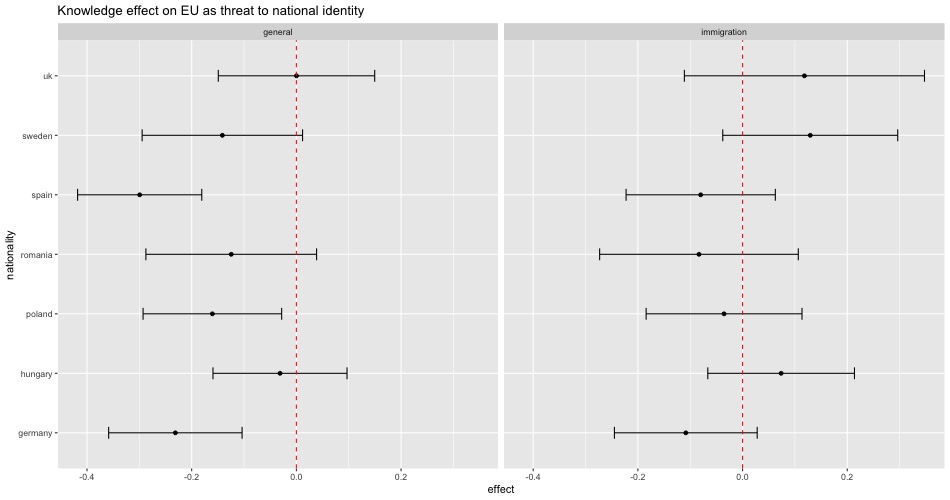 Knowledge effect on EU as threat to national identity
general
immigration
nationality
uk
sweden
spain
romania
poland
hungary
germany
-0.4 -0.2 0.0 0.2
-0.4 -0.2 0.0 0.2
effect